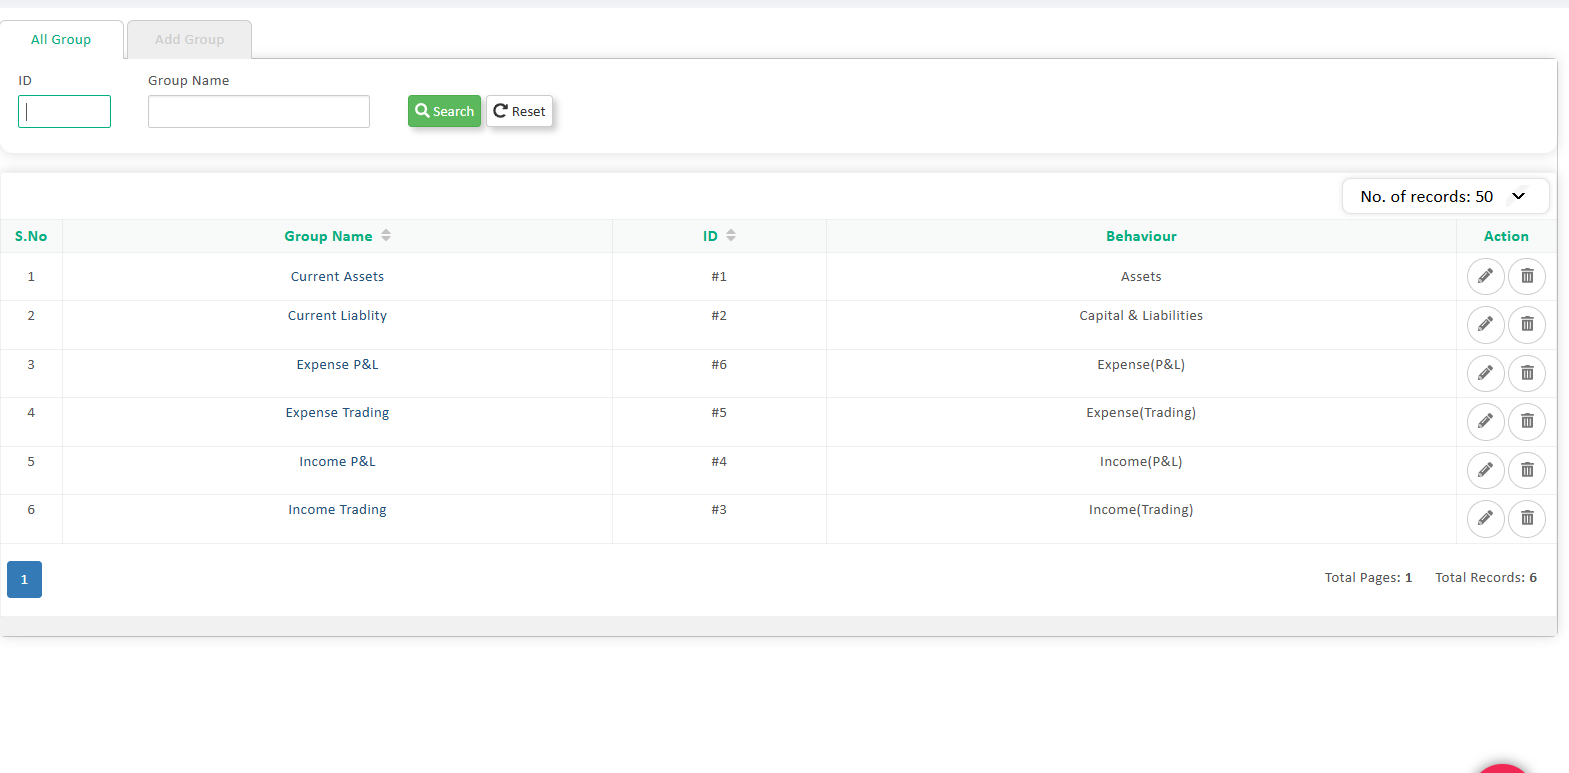 All Group Add Group
ID Group Name
Search Reset
No. of records: 50
S.No Group Name ID Behaviour Action
1 Current Assets #1 Assets
2 Current Liablity #2 Capital & Liabilities
3 Expense P&L #6 Expense(P&L)
4 Expense Trading #5 Expense(Trading)
5 Income P&L #4 Income(P&L)
6 Income Trading #3 Income(Trading)
1 Total Pages: 1 Total Records: 6